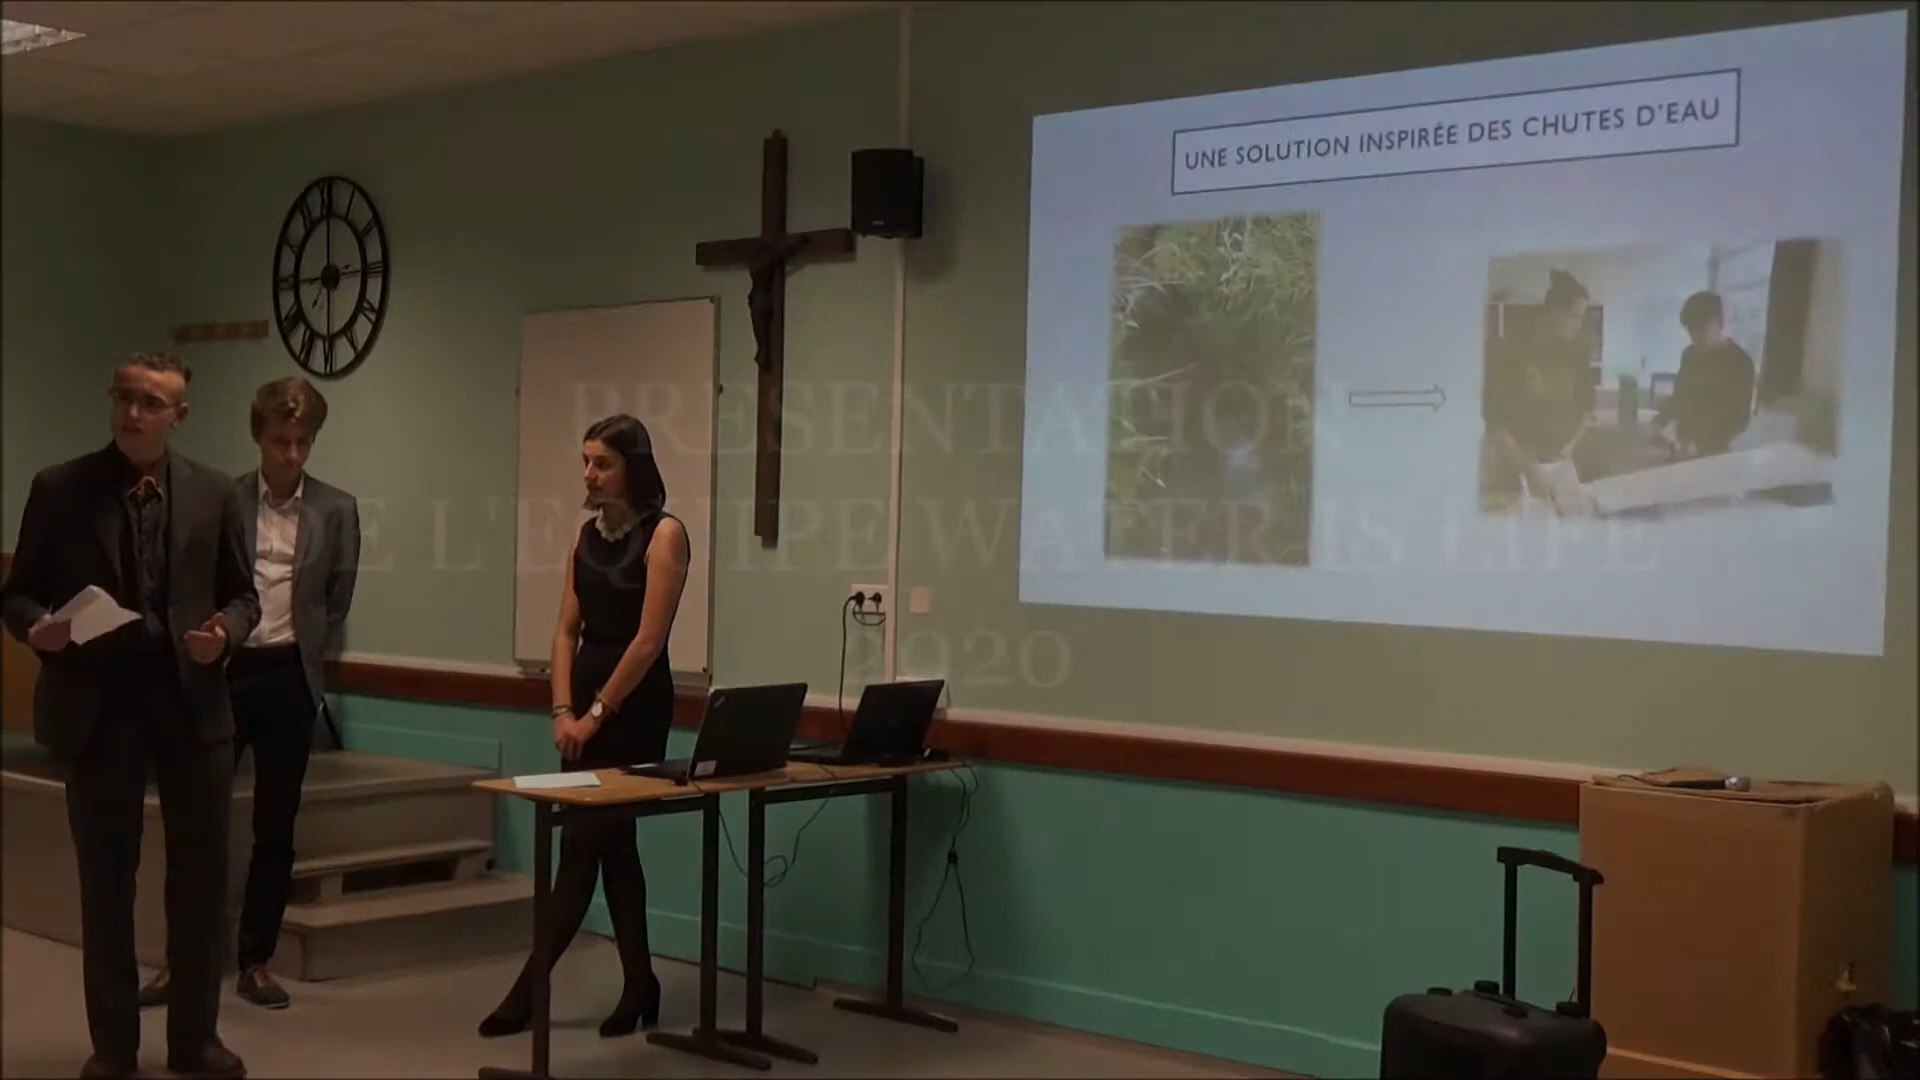 UNE SOLUTION INSPIRÉE DES CHUTES D'EAU
PRESENTATION
DE L'EQUIPE WATER IS LIFE
2020